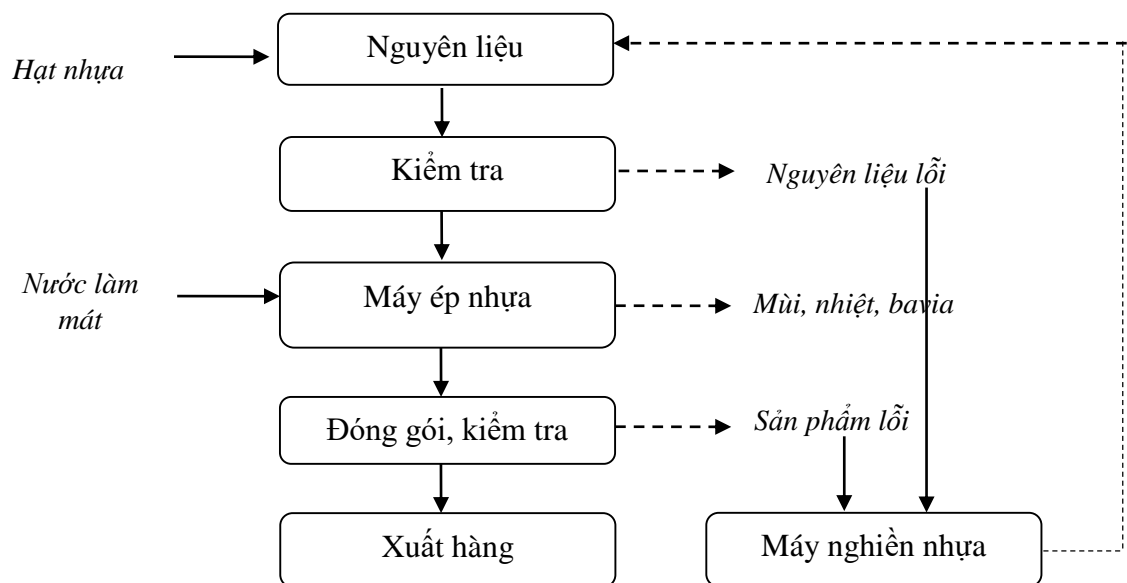 Nguyên liệu
Hạt nhựa
Kiểm tra
Nguyên liệu lỗi
Nước làm
mát
Máy ép nhựa
Mùi, nhiệt, bavia
Đóng gói, kiểm tra
Sản phẩm lỗi
Xuất hàng
Máy nghiền nhựa